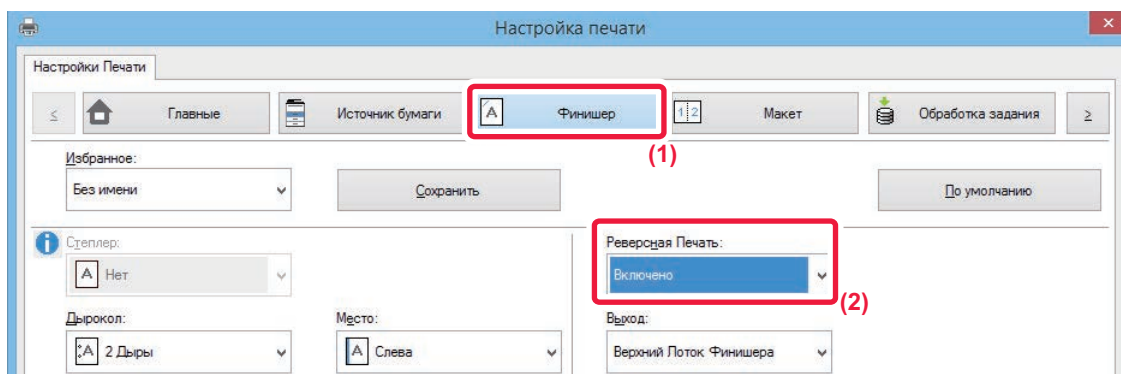 Настройка печати
Настройки Печати
< Главные Источник бумаги A Финишер 1 2 Макет Обработка задания >
(1)
Избранное:
Без имени Сохранить По умолчанию
Степлер: Реверсная Печать:
A Нет Включено
(2)
Дырокол: Место: Выход:
A 2 Дыры A Слева Верхний Лоток Финишера